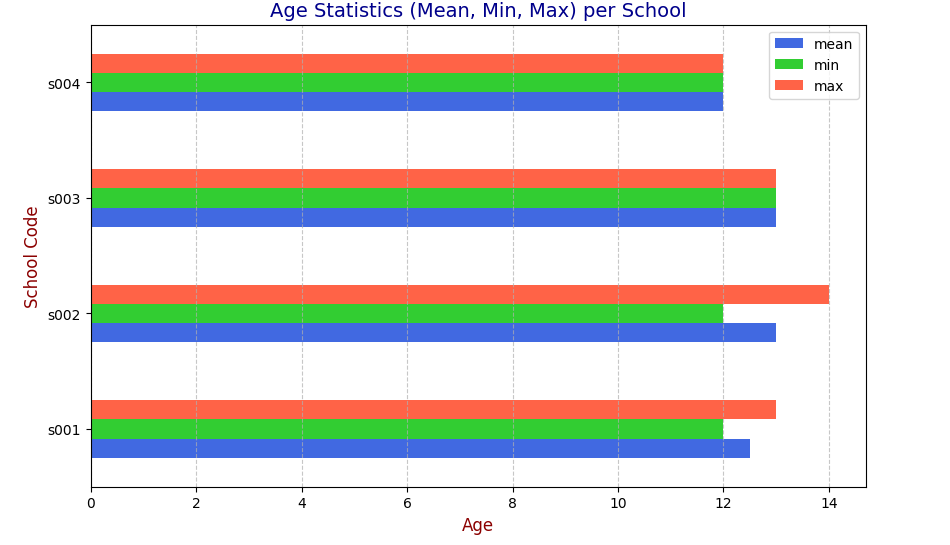 Age Statistics (Mean, Min, Max) per School
mean
min
max
s004
s003
s002
s001
School Code
0 2 4 6 8 10 12 14
Age